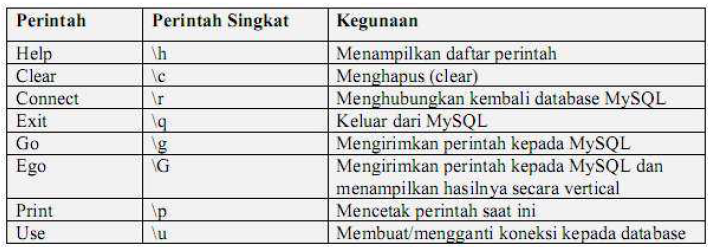 Perintah Perintah Singkat Kegunaan
Help \h Menampilkan daftar perintah
Clear \c Menghapus (clear)
Connect \r Menghubungkan kembali database MySQL
Exit \q Keluar dari MySQL
Go \g Mengirimkan perintah kepada MySQL
Ego \G Mengirimkan perintah kepada MySQL dan
menampilkan hasilnya secara vertical
Print \p Mencetak perintah saat ini
Use \u Membuat/mengganti koneksi kepada database